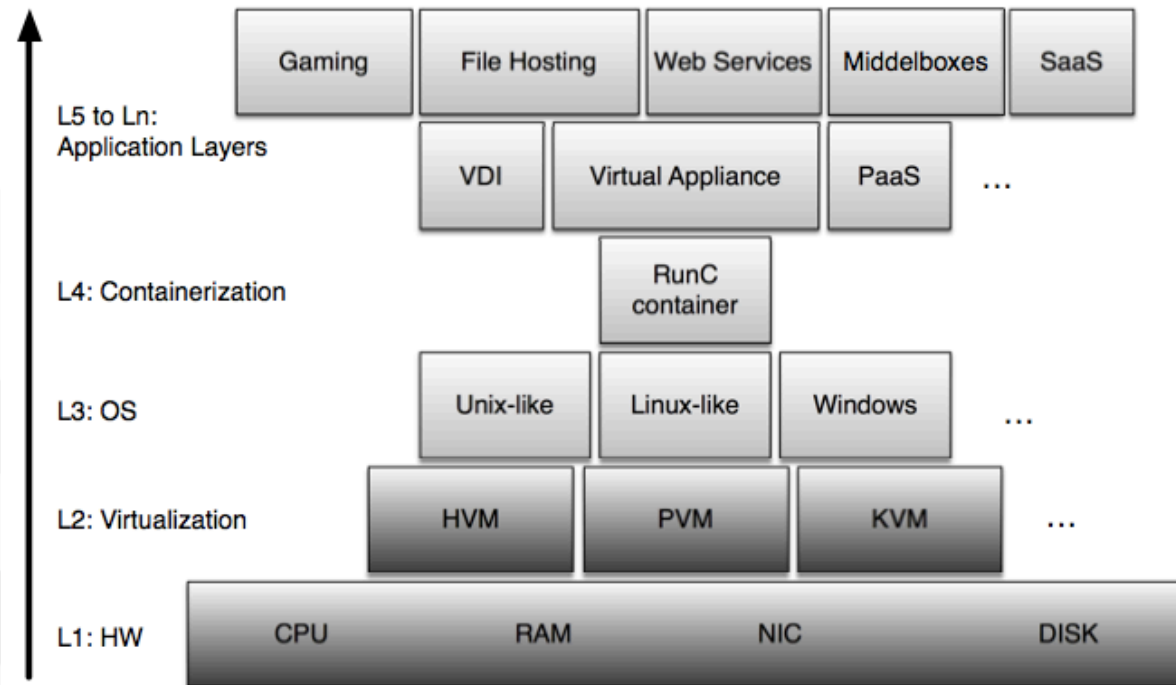 Gaming File Hosting Web Services Middelboxes SaaS
L5 to Ln:
Application Layers
VDI Virtual Appliance PaaS ...
L4: Containerization
RunC
container
L3: OS
Unix-like Linux-like Windows ...
L2: Virtualization
HVM PVM KVM ...
L1: HW
CPU RAM NIC DISK